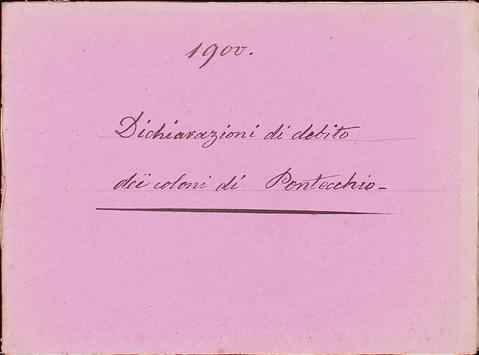 1900.
Dichiarazioni di debito
dei coloni di Pontecchio-